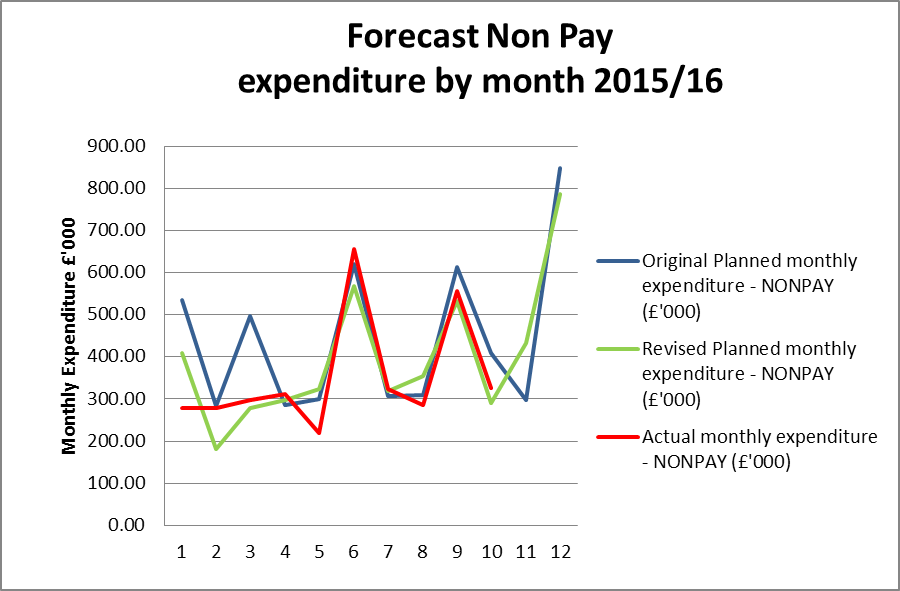 Forecast Non Pay
expenditure by month 2015/16
900.00
800.00
700.00
600.00
500.00
400.00
300.00
200.00
100.00
0.00
Monthly Expenditure £'000
1 2 3 4 5 6 7 8 9 10 11 12
Original Planned monthly
expenditure - NONPAY
(£'000)
Revised Planned monthly
expenditure - NONPAY
(£'000)
Actual monthly expenditure
- NONPAY (£'000)